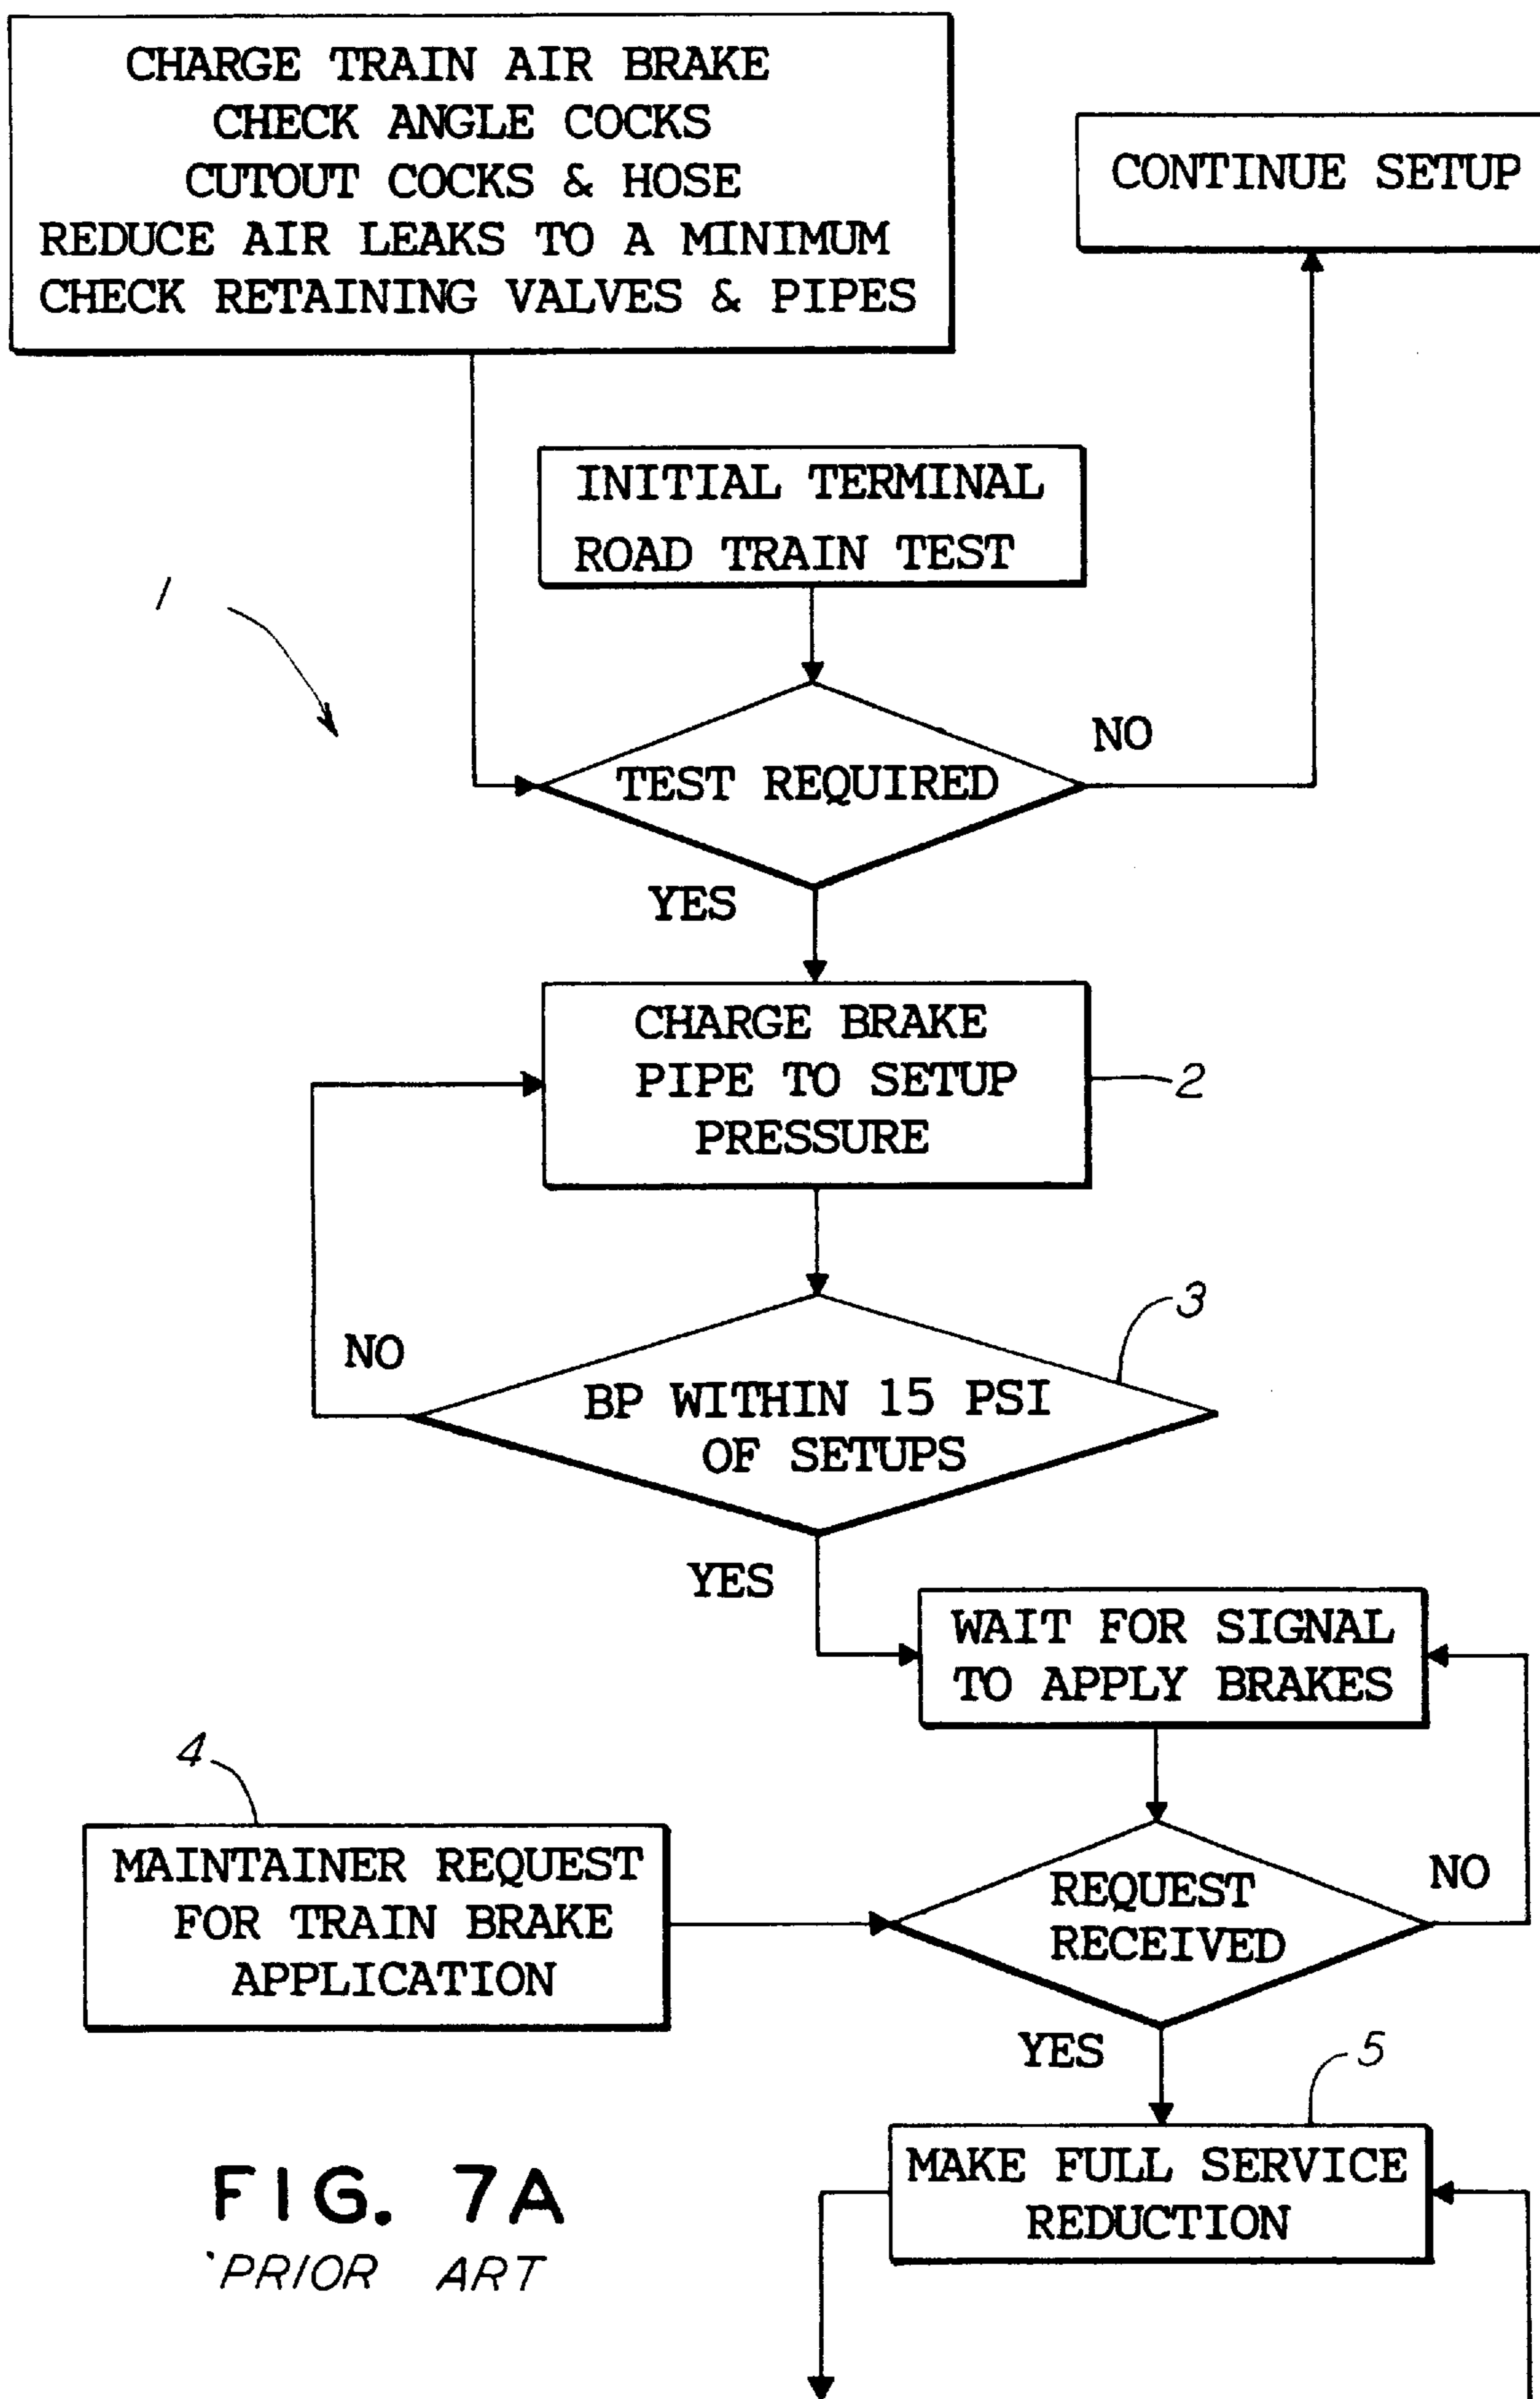 CHARGE TRAIN AIR BRAKE
CHECK ANGLE COCKS
CUTOUT COCKS & HOSE
REDUCE AIR LEAKS TO A MINIMUM
CHECK RETAINING VALVES & PIPES
CONTINUE SETUP
INITIAL TERMINAL
ROAD TRAIN TEST
1
TEST REQUIRED
NO
YES
CHARGE BRAKE
PIPE TO SETUP
PRESSURE
2
3
NO
BP WITHIN 15 PSI
OF SETUPS
YES
WAIT FOR SIGNAL
TO APPLY BRAKES
4
MAINTAINER REQUEST
FOR TRAIN BRAKE
APPLICATION
REQUEST
RECEIVED
NO
YES
5
MAKE FULL SERVICE
REDUCTION
FIG. 7A
PRIOR ART